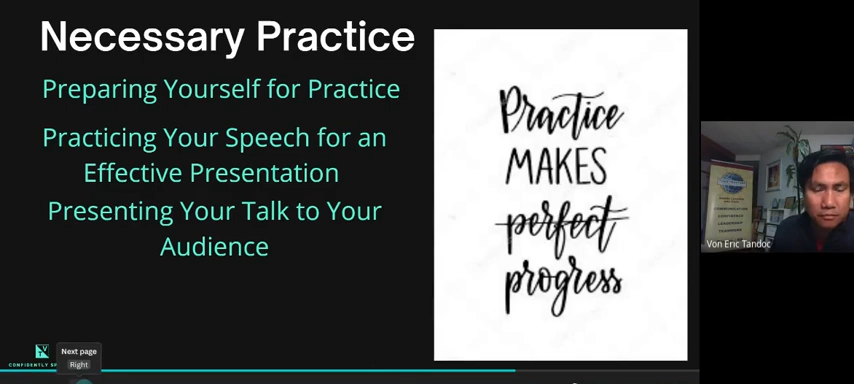 Necessary Practice
Preparing Yourself for Practice
Practicing Your Speech for an
Effective Presentation
Presenting Your Talk to Your
Audience
Practice
MAKES
perfect
progress
Von Eric Tandoc
Next page
Right
CONFIDENTLY